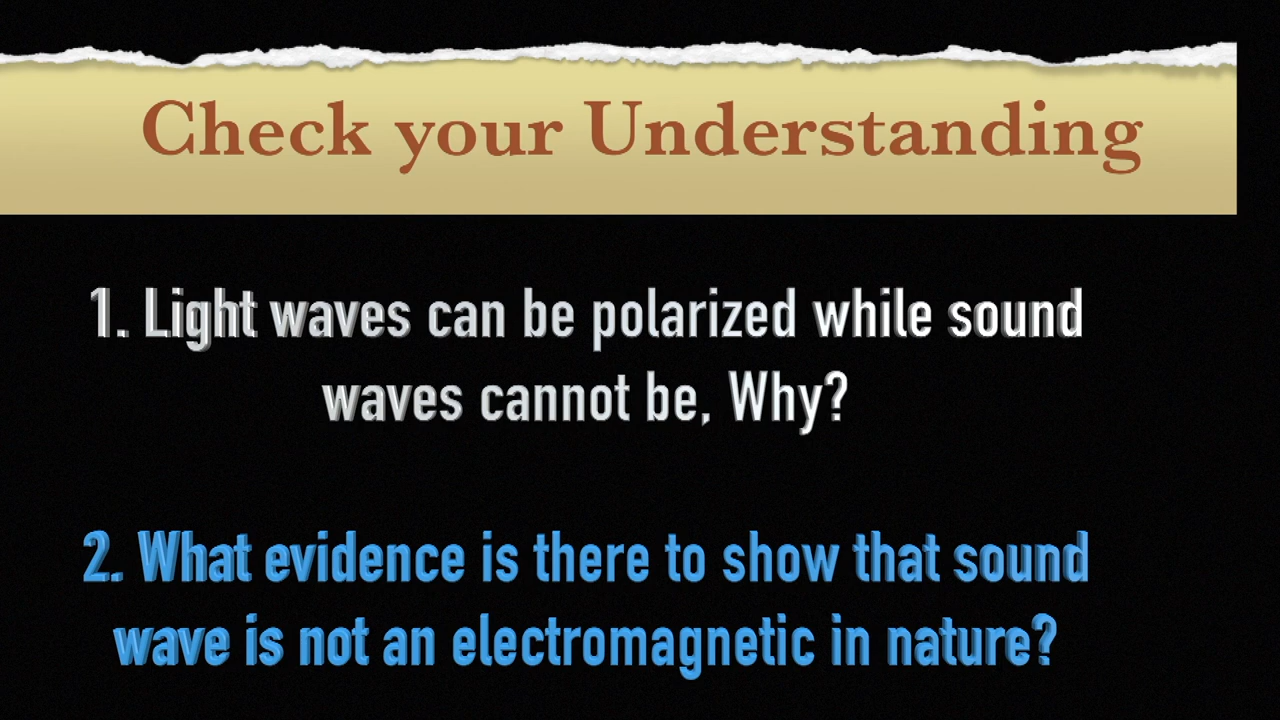 Check your Understanding
1. Light waves can be polarized while sound
waves cannot be, Why?
2. What evidence is there to show that sound
wave is not an electromagnetic in nature?